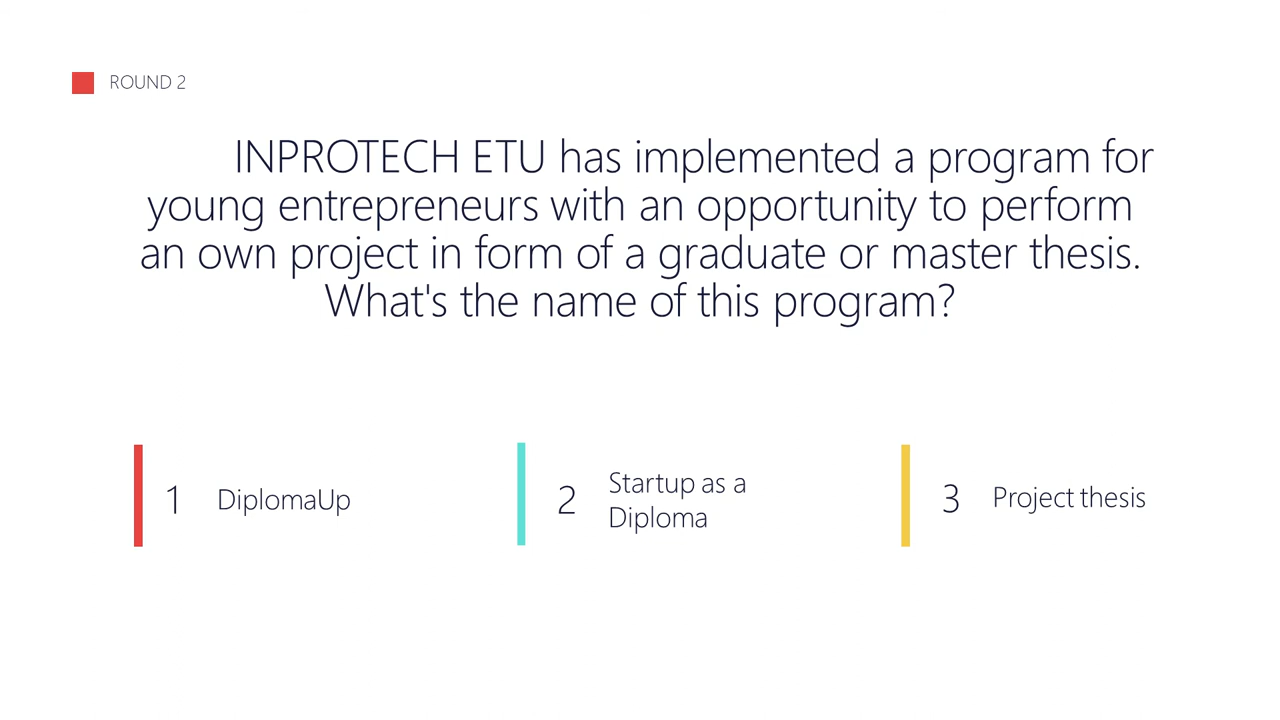 ROUND 2
INPROTECH ETU has implemented a program for
young entrepreneurs with an opportunity to perform
an own project in form of a graduate or master thesis.
What's the name of this program?
1 DiplomaUp
2 Startup as a
Diploma
3 Project thesis